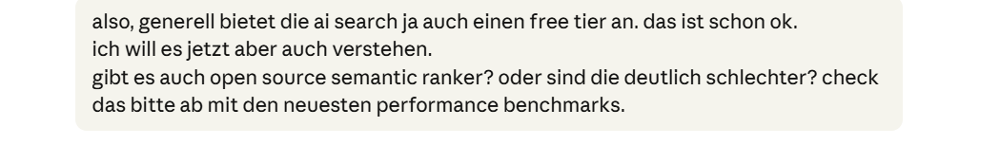 also, generell bietet die ai search ja auch einen free tier an. das ist schon ok.
ich will es jetzt aber auch verstehen.
gibt es auch open source semantic ranker? oder sind die deutlich schlechter? check
das bitte ab mit den neuesten performance benchmarks.